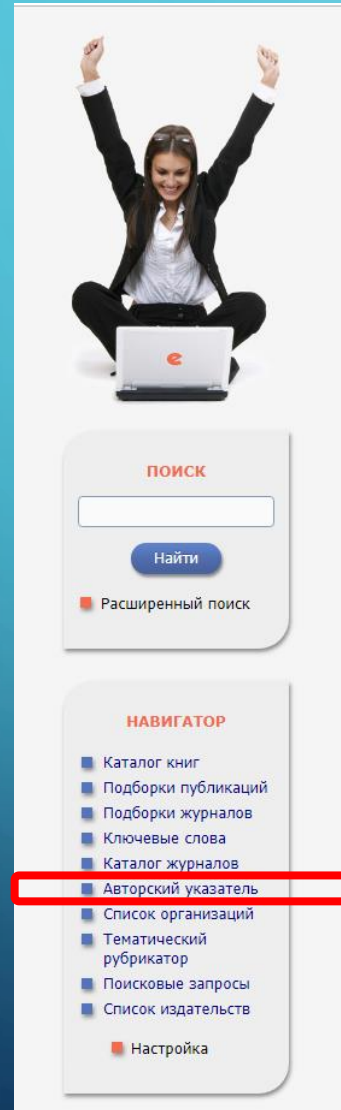 e
ПОИСК
Найти
Расширенный поиск
НАВИГАТОР
Каталог книг
Подборки публикаций
Подборки журналов
Ключевые слова
Каталог журналов
Авторский указатель
Список организаций
Тематический
рубрикатор
Поисковые запросы
Список издательств
Настройка